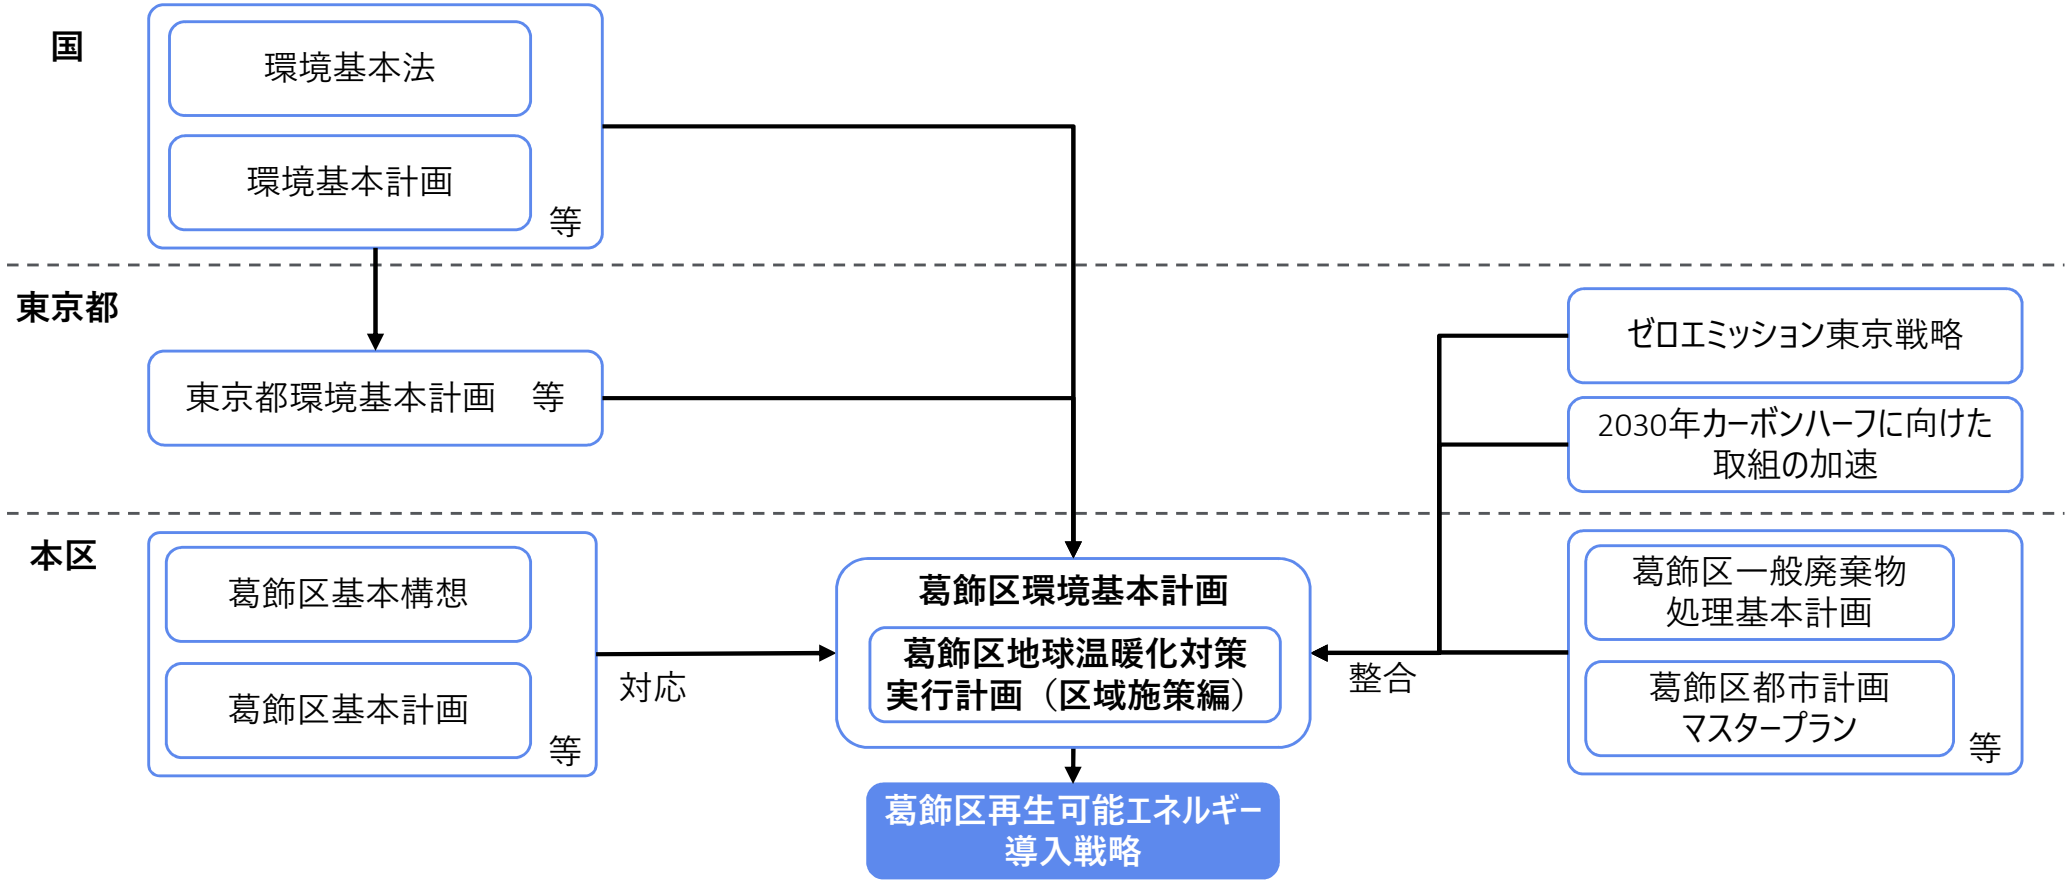 国
環境基本法
環境基本計画
等
東京都
東京都環境基本計画　等
ゼロエミッション東京戦略
2030年カーボンハーフに向けた
取組の加速
本区
葛飾区基本構想
葛飾区基本計画
等
対応
葛飾区環境基本計画
葛飾区地球温暖化対策
実行計画（区域施策編）
整合
葛飾区一般廃棄物
処理基本計画
葛飾区都市計画
マスタープラン
等
葛飾区再生可能エネルギー
導入戦略